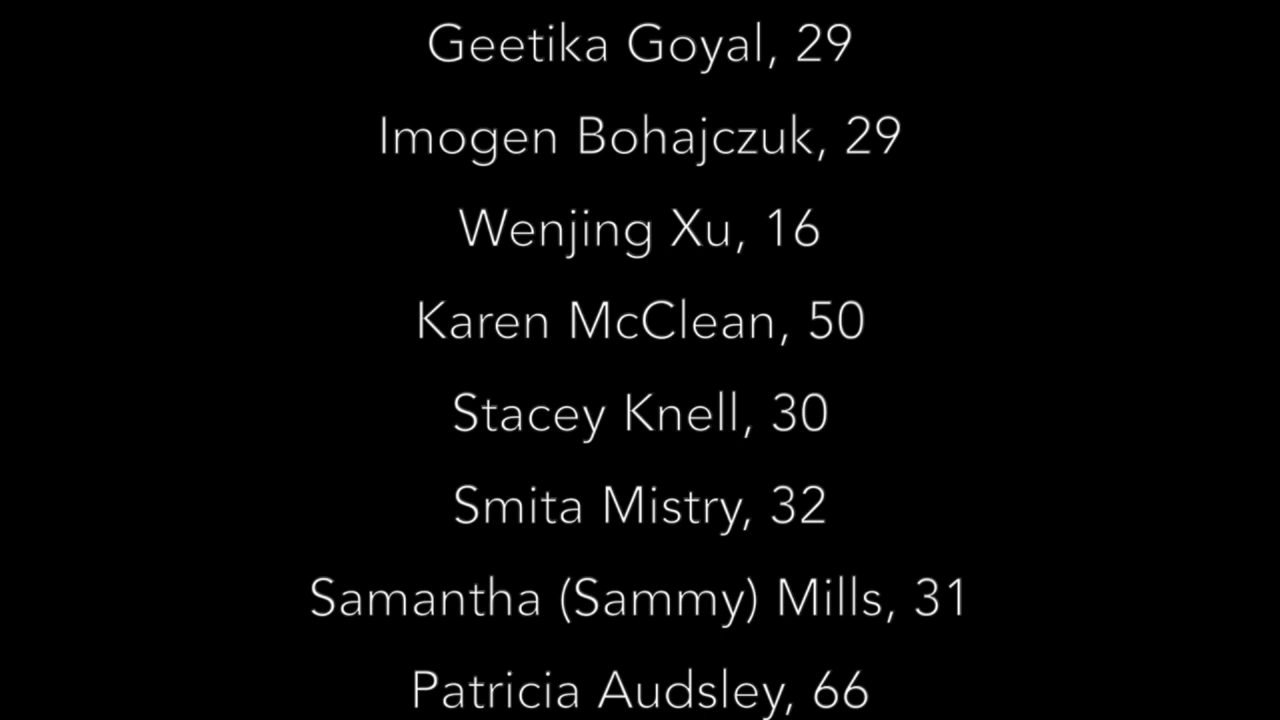 Geetika Goyal, 29
Imogen Bohajczuk, 29
Wenjing Xu, 16
Karen McClean, 50
Stacey Knell, 30
Smita Mistry, 32
Samantha (Sammy) Mills, 31
Patricia Audsley, 66